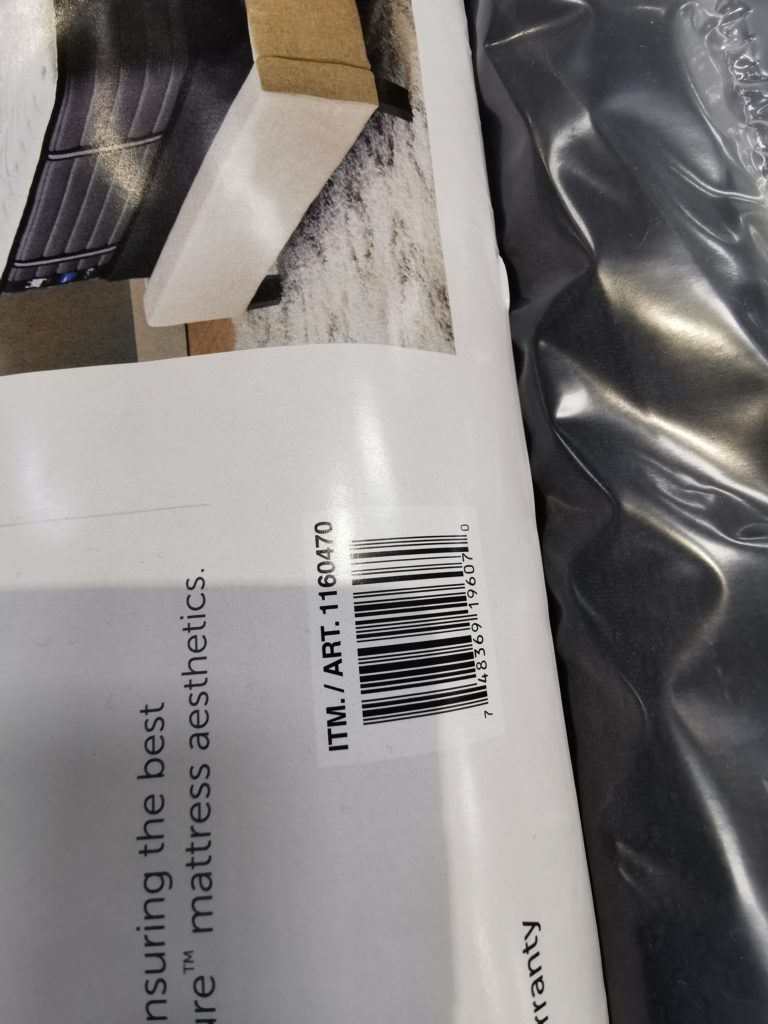 nsuring the best
ure™ mattress aesthetics.
ITM. / ART. 1160470
7 48369 19607 0
rranty